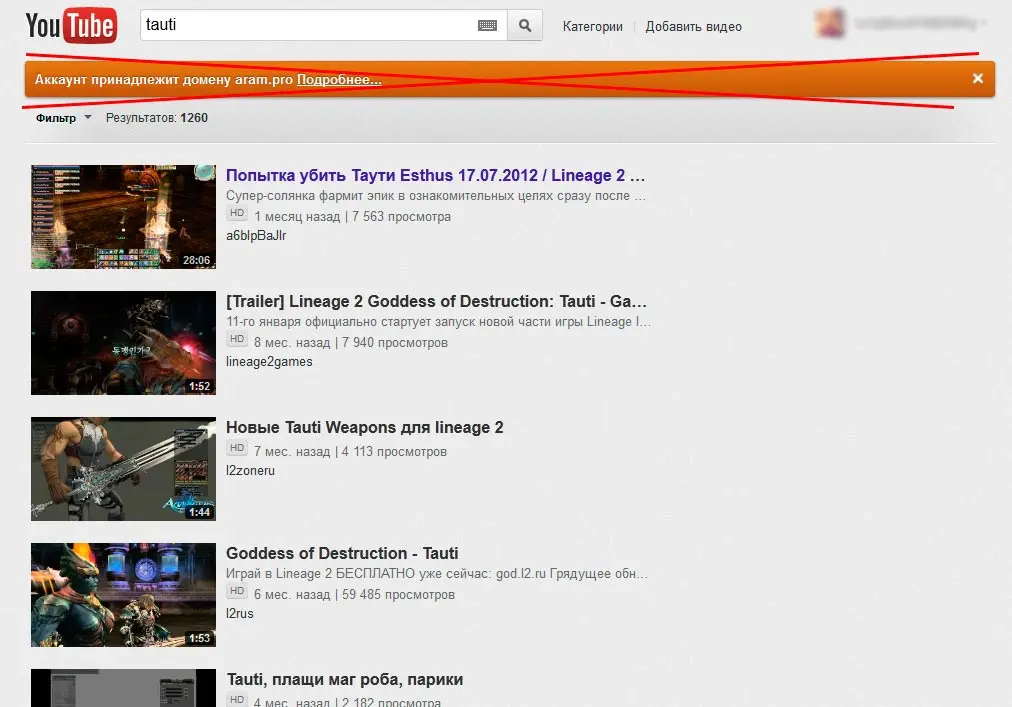 YouTube
tauti
Категории
Добавить видео
Аккаунт принадлежит домену aram.pro Подробнее...
Фильтр
Результатов: 1260
Попытка убить Таути Esthus 17.07.2012 / Lineage 2 ...
Супер-солянка фармит эпик в ознакомительных целях сразу после ...
HD 1 месяц назад | 7 563 просмотра
a6blpBaJIr
28:06
[Trailer] Lineage 2 Goddess of Destruction: Tauti - Ga...
11-го января официально стартует запуск новой части игры Lineage I...
HD 8 мес. назад | 7 940 просмотров
lineage2games
1:52
Новые Tauti Weapons для lineage 2
HD 7 мес. назад | 4 113 просмотров
l2zoneru
1:44
Goddess of Destruction - Tauti
Играй в Lineage 2 БЕСПЛАТНО уже сейчас: god.l2.ru Грядущее обн...
HD 6 мес. назад | 59 485 просмотров
l2rus
1:53
Tauti, плащи маг роба, парики
HD 4 мес. назад | 2 182 просмотра